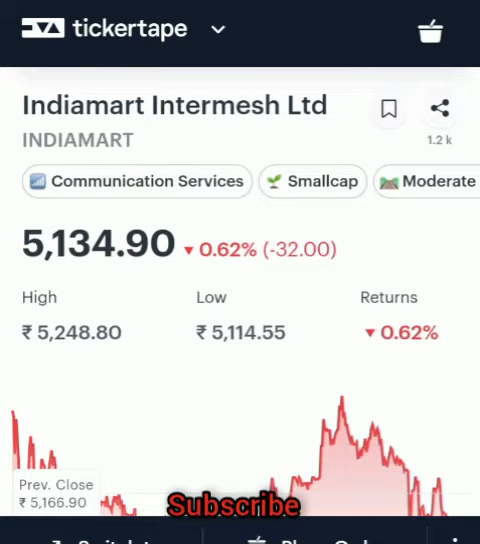 tickertape
Indiamart Intermesh Ltd
INDIAMART
1.2 k
Communication Services
Smallcap
Moderate
5,134.90 ▼ 0.62% (-32.00)
High Low Returns
₹ 5,248.80 ₹ 5,114.55 ▼ 0.62%
Prev. Close
₹ 5,166.90
Subscribe